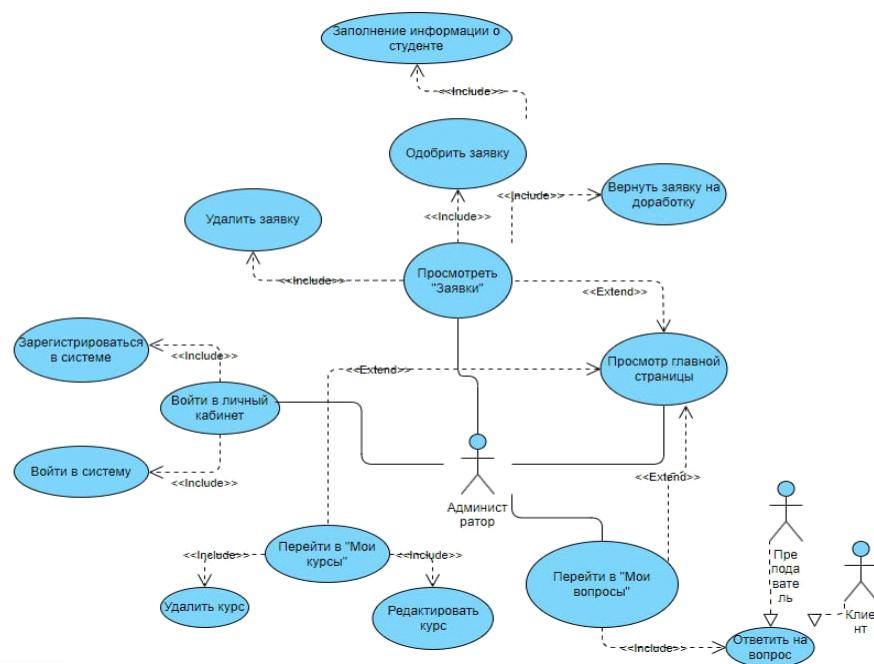 Заполнение информации о
студенте
<<Include>>
Одобрить заявку
Вернуть заявку на
доработку
<<Include>>
<<Include>>
Удалить заявку
Просмотреть
"Заявки"
<<Include>>
<<Extend>>
Зарегистрироваться
в системе
<<Include>>
Просмотр главной
страницы
<<Extend>>
Войти в личный
кабинет
Войти в систему
<<Include>>
<<Extend>>
Админист
ратор
Пре
пода
вате
ль
Перейти в "Мои
курсы"
<<Include>>
<<Include>>
Перейти в "Мои
вопросы"
Удалить курс
Редактировать
курс
Клие
нт
<<Include>>
Ответить на
вопрос